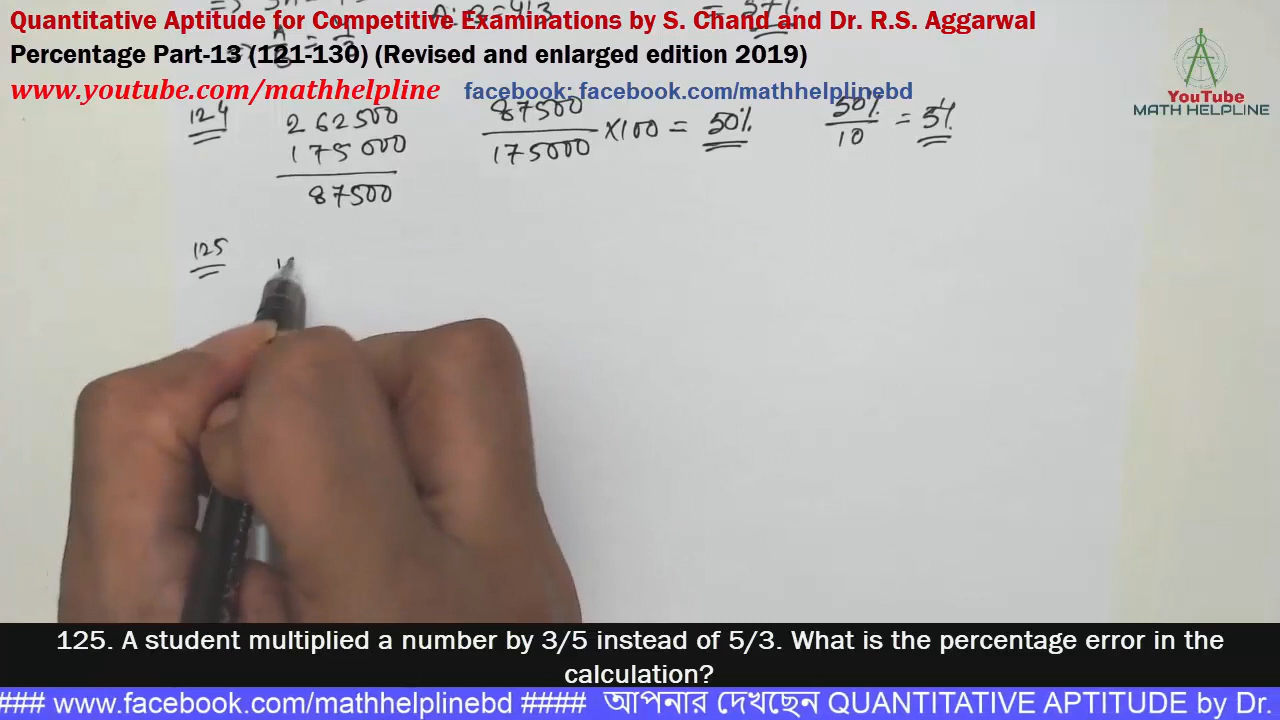 Quantitative Aptitude for Competitive Examinations by S. Chand and Dr. R.S. Aggarwal
Percentage Part-13 (121-130) (Revised and enlarged edition 2019)
www.youtube.com/mathhelpline facebook: facebook.com/mathhelplinebd
YouTube
MATH HELPLINE
124
262500
175000
87500
87500/175000 ×100 = 50%
50%/10 = 5%
125
125. A student multiplied a number by 3/5 instead of 5/3. What is the percentage error in the
calculation?
### www.facebook.com/mathhelplinebd #### আপনার দেখছেন QUANTITATIVE APTITUDE by Dr.